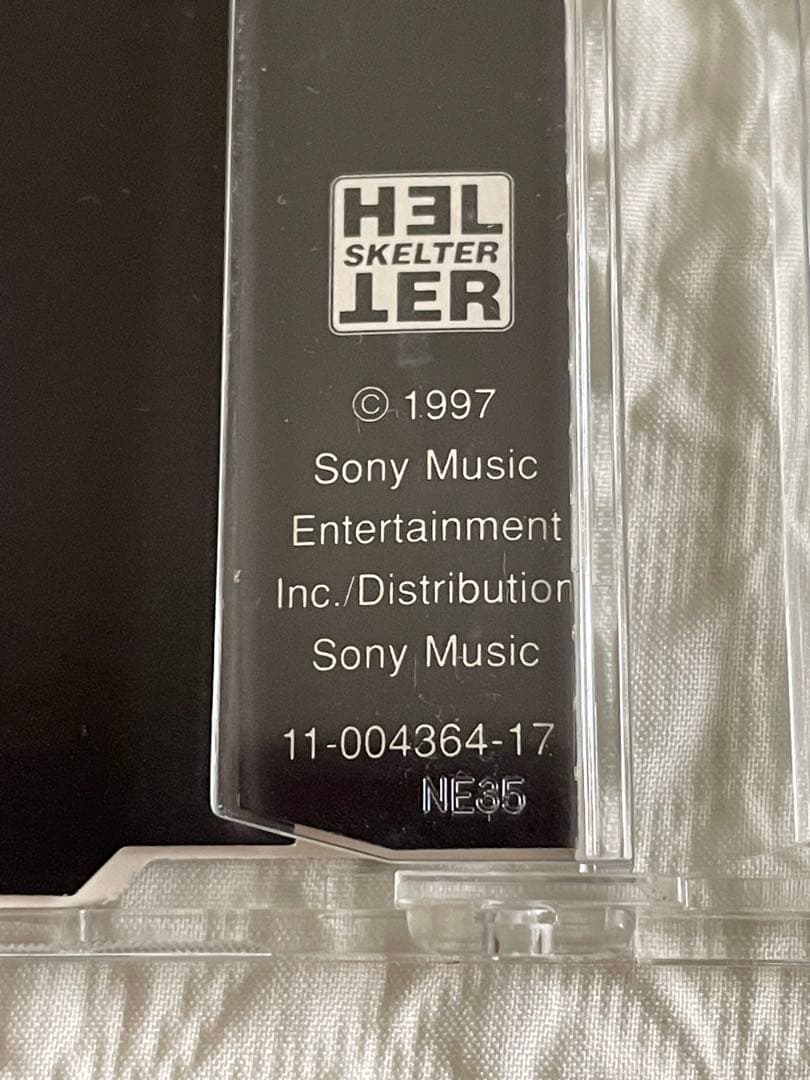 HEL
SKELTER
TER
© 1997
Sony Music
Entertainment
Inc./Distribution
Sony Music
11-004364-17
NE35